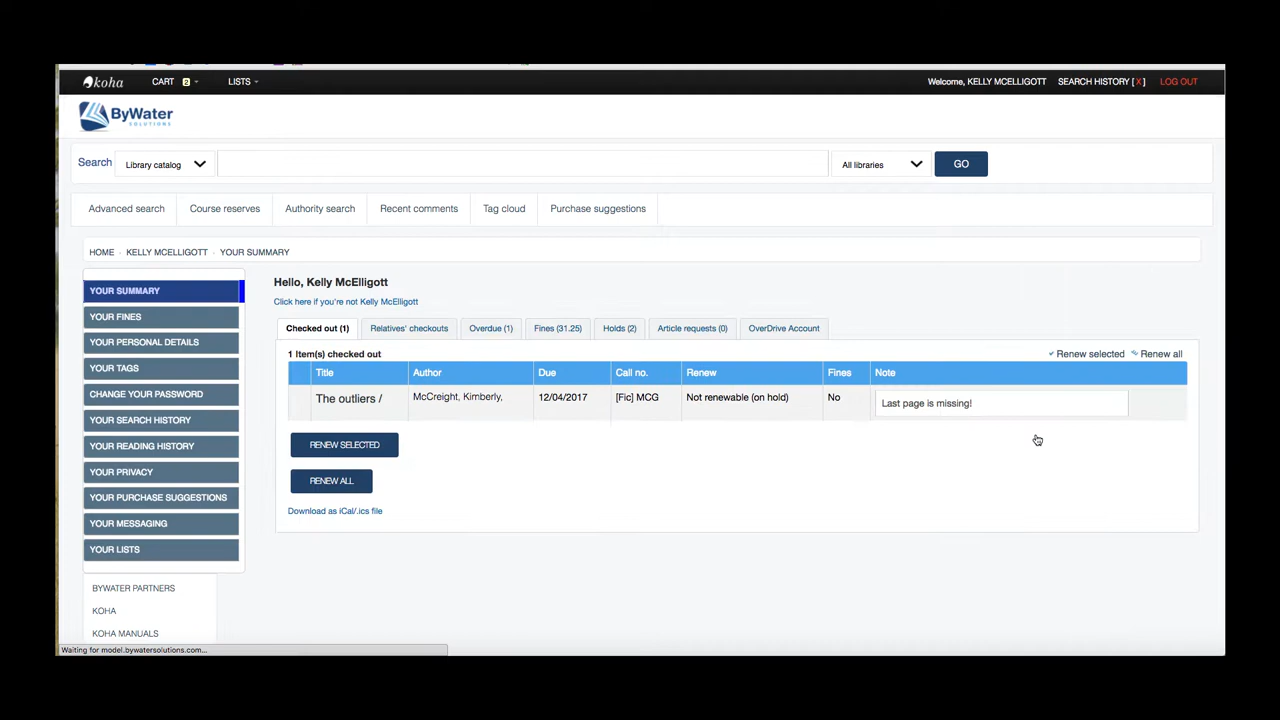 koha CART 2 LISTS Welcome, KELLY MCELLIGOTT SEARCH HISTORY [X] LOG OUT
ByWater
SOLUTIONS
Search Library catalog All libraries GO
Advanced search Course reserves Authority search Recent comments Tag cloud Purchase suggestions
HOME · KELLY MCELLIGOTT · YOUR SUMMARY
YOUR SUMMARY
YOUR FINES
YOUR PERSONAL DETAILS
YOUR TAGS
CHANGE YOUR PASSWORD
YOUR SEARCH HISTORY
YOUR READING HISTORY
YOUR PRIVACY
YOUR PURCHASE SUGGESTIONS
YOUR MESSAGING
YOUR LISTS
BYWATER PARTNERS
KOHA
KOHA MANUALS
Hello, Kelly McElligott
Click here if you're not Kelly McElligott
Checked out (1) Relatives' checkouts Overdue (1) Fines (31.25) Holds (2) Article requests (0) OverDrive Account
1 Item(s) checked out Renew selected Renew all
Title Author Due Call no. Renew Fines Note
The outliers / McCreight, Kimberly, 12/04/2017 [Fic] MCG Not renewable (on hold) No Last page is missing!
RENEW SELECTED
RENEW ALL
Download as iCal/.ics file
Waiting for model.bywatersolutions.com...